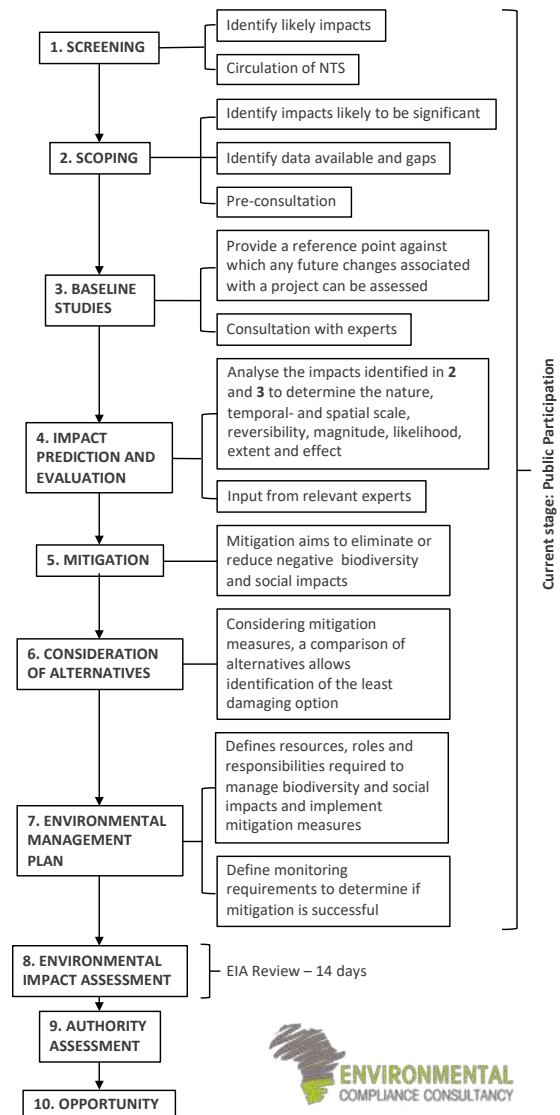 1. SCREENING
Identify likely impacts
Circulation of NTS
2. SCOPING
Identify impacts likely to be significant
Identify data available and gaps
Pre-consultation
3. BASELINE
STUDIES
Provide a reference point against
which any future changes associated
with a project can be assessed
Consultation with experts
4. IMPACT
PREDICTION AND
EVALUATION
Analyse the impacts identified in 2
and 3 to determine the nature,
temporal- and spatial scale,
reversibility, magnitude, likelihood,
extent and effect
Input from relevant experts
5. MITIGATION
Mitigation aims to eliminate or
reduce negative biodiversity
and social impacts
6. CONSIDERATION
OF ALTERNATIVES
Considering mitigation
measures, a comparison of
alternatives allows
identification of the least
damaging option
7. ENVIRONMENTAL
MANAGEMENT
PLAN
Defines resources, roles and
responsibilities required to
manage biodiversity and social
impacts and implement
mitigation measures
Define monitoring
requirements to determine if
mitigation is successful
Current stage: Public Participation
8. ENVIRONMENTAL
IMPACT ASSESSMENT
EIA Review – 14 days
9. AUTHORITY
ASSESSMENT
10. OPPORTUNITY
ENVIRONMENTAL
COMPLIANCE CONSULTANCY